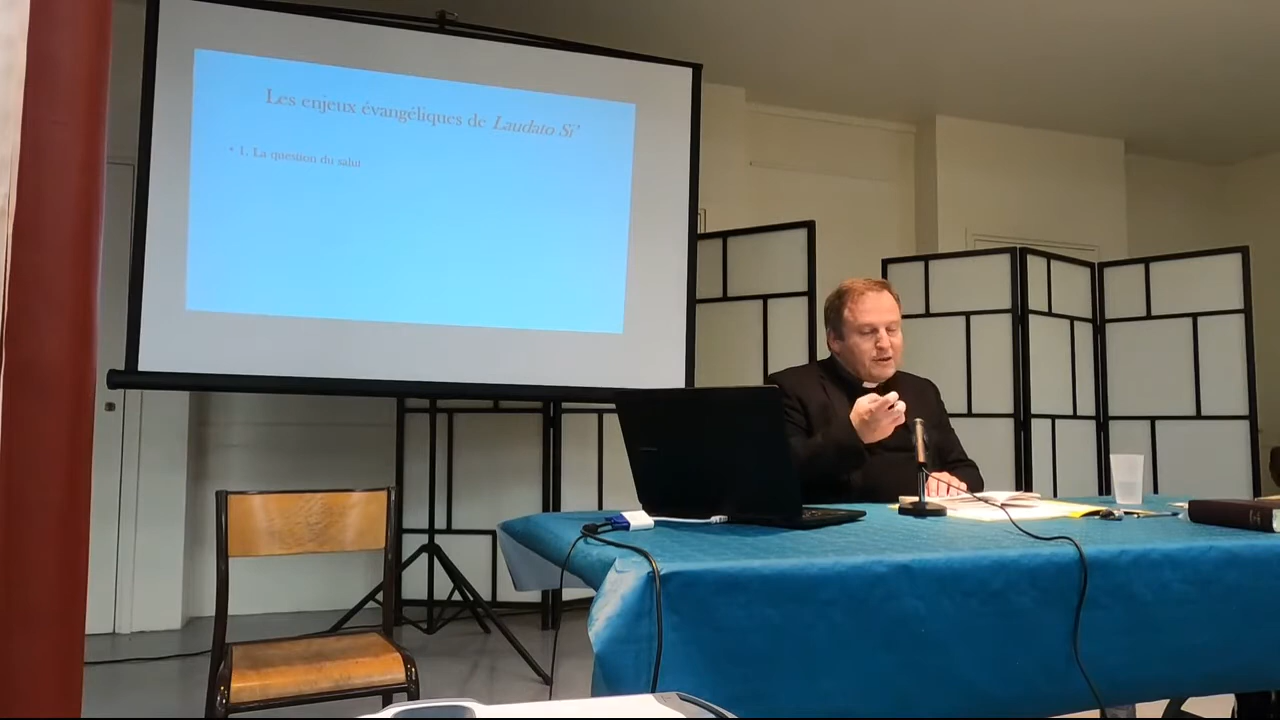 Les enjeux évangéliques de Laudato Si'
• 1. La question du salut